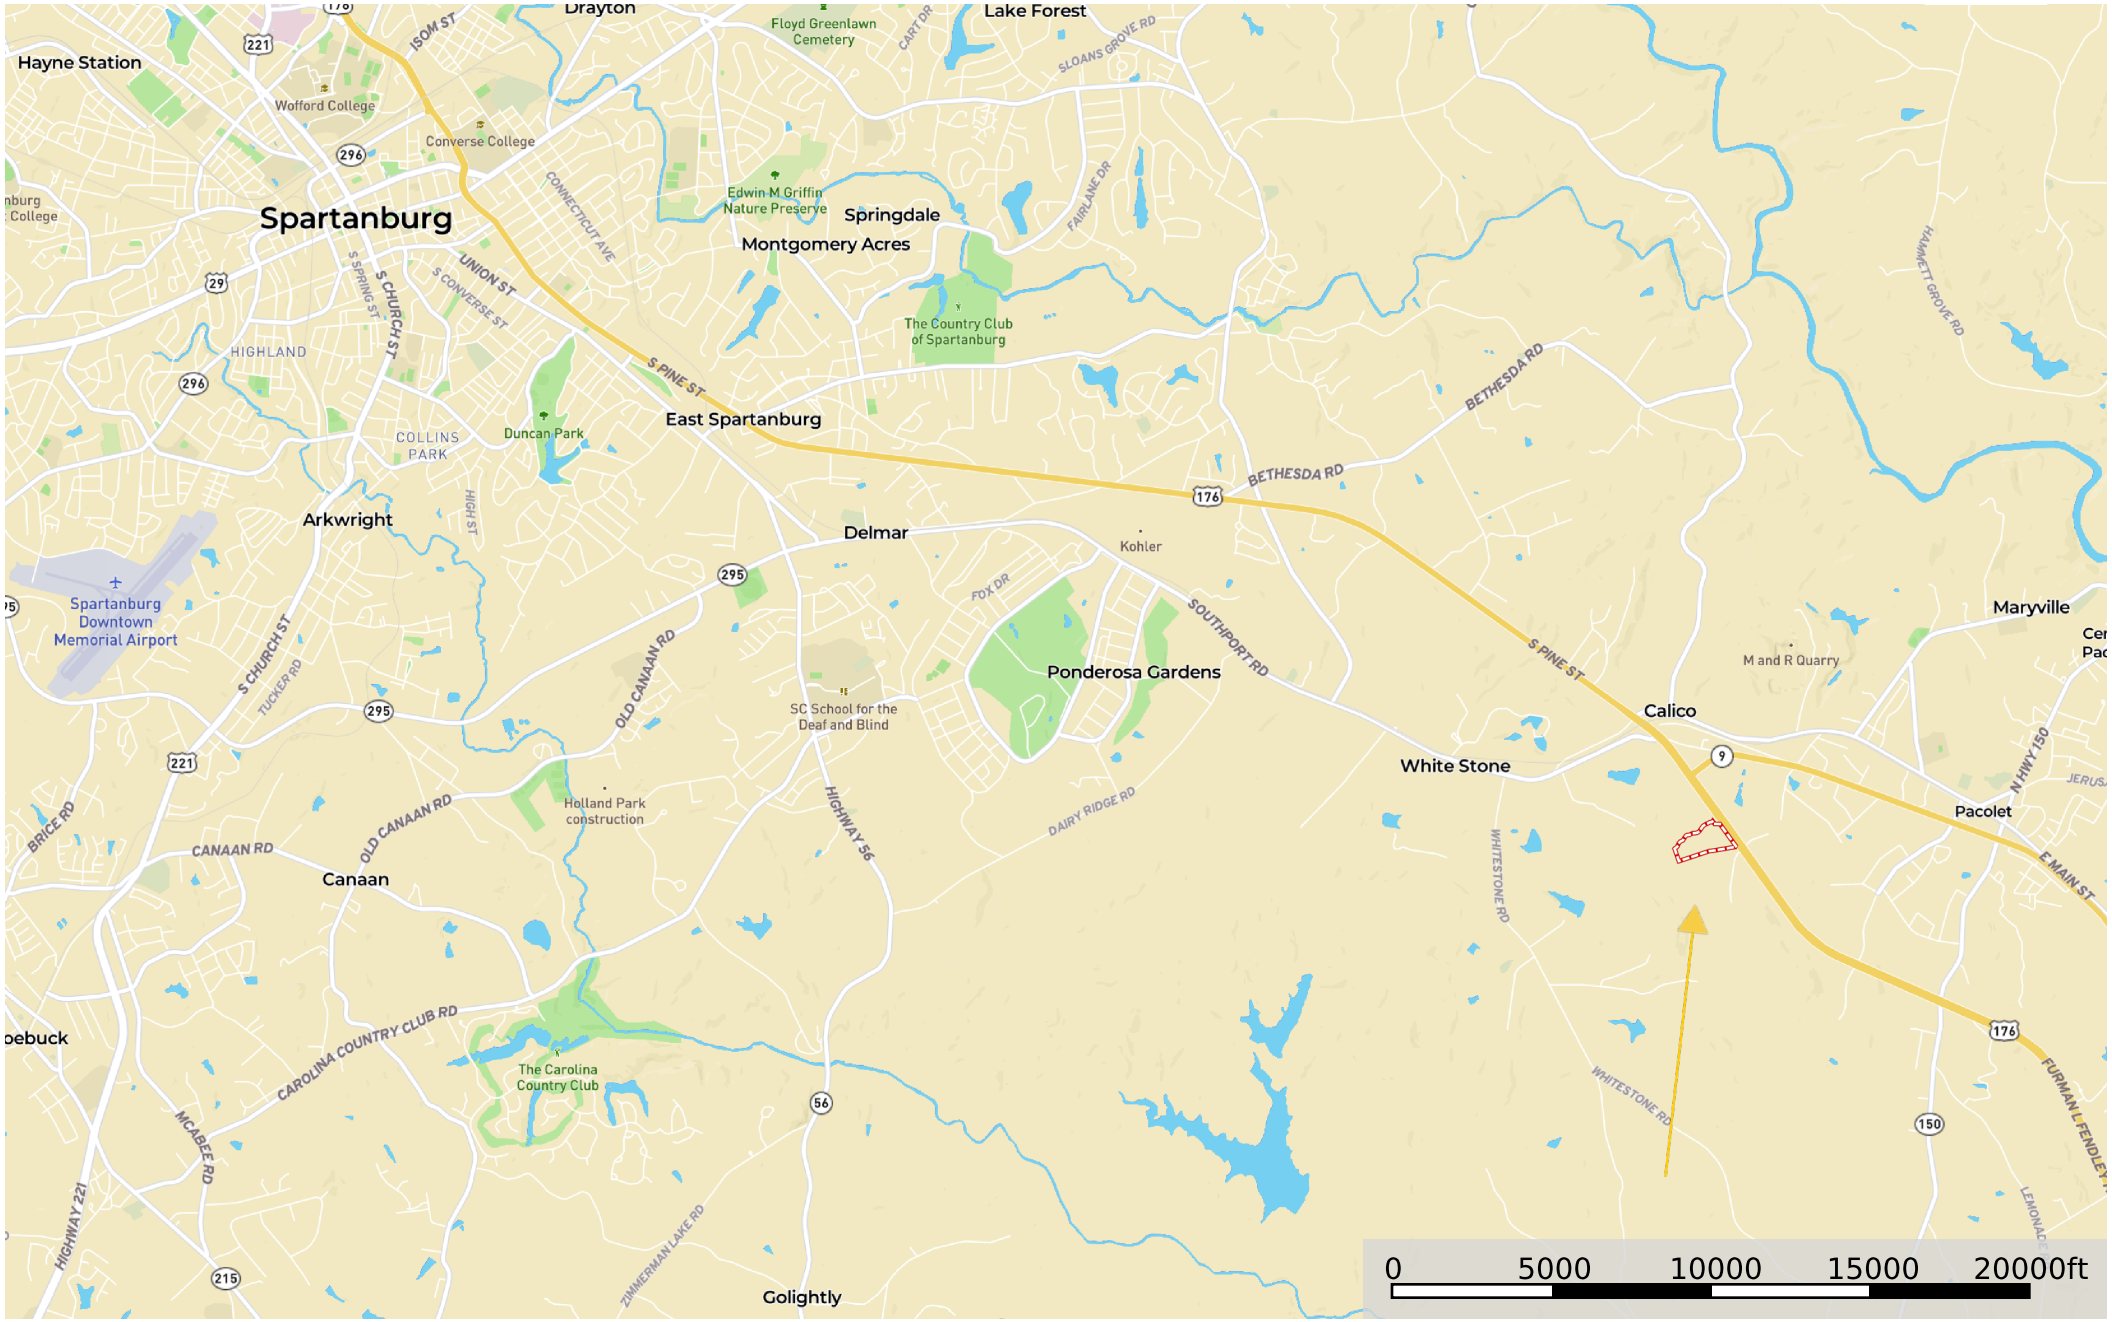 176
Drayton
Lake Forest
221
ISOM ST
Floyd Greenlawn
Cemetery
CART DR
SLOANS GROVE RD
Hayne Station
Wofford College
Converse College
296
nburg
College
CONNECTICUT AVE
Edwin M Griffin
Nature Preserve
FAIRLANE DR
Springdale
Spartanburg
Montgomery Acres
HAMMETT GROVE RD
29
S SPRING ST
S CHURCH ST
UNION ST
S CONVERSE ST
The Country Club
of Spartanburg
HIGHLAND
296
S PINE ST
BETHESDA RD
East Spartanburg
Duncan Park
COLLINS
PARK
BETHESDA RD
176
HIGH ST
Arkwright
Delmar
Kohler
295
FOX DR
95
Spartanburg
Downtown
Memorial Airport
Maryville
SOUTHPORT RD
S CHURCH ST
TUCKER RD
OLD CANAAN RD
S PINE ST
Cer
Pac
M and R Quarry
Ponderosa Gardens
SC School for the
Deaf and Blind
295
Calico
221
White Stone
9
N HWY 150
JERUSA
Holland Park
construction
OLD CANAAN RD
HIGHWAY 56
DAIRY RIDGE RD
Pacolet
BRICE RD
CANAAN RD
WHITESTONE RD
E MAIN ST
Canaan
oebuck
CAROLINA COUNTRY CLUB RD
176
The Carolina
Country Club
56
WHITESTONE RD
FURMAN L FENDLEY
150
MCABEE RD
HIGHWAY 221
ZIMMERMAN LAKE RD
LEMONADE
215
Golightly
0 5000 10000 15000 20000ft